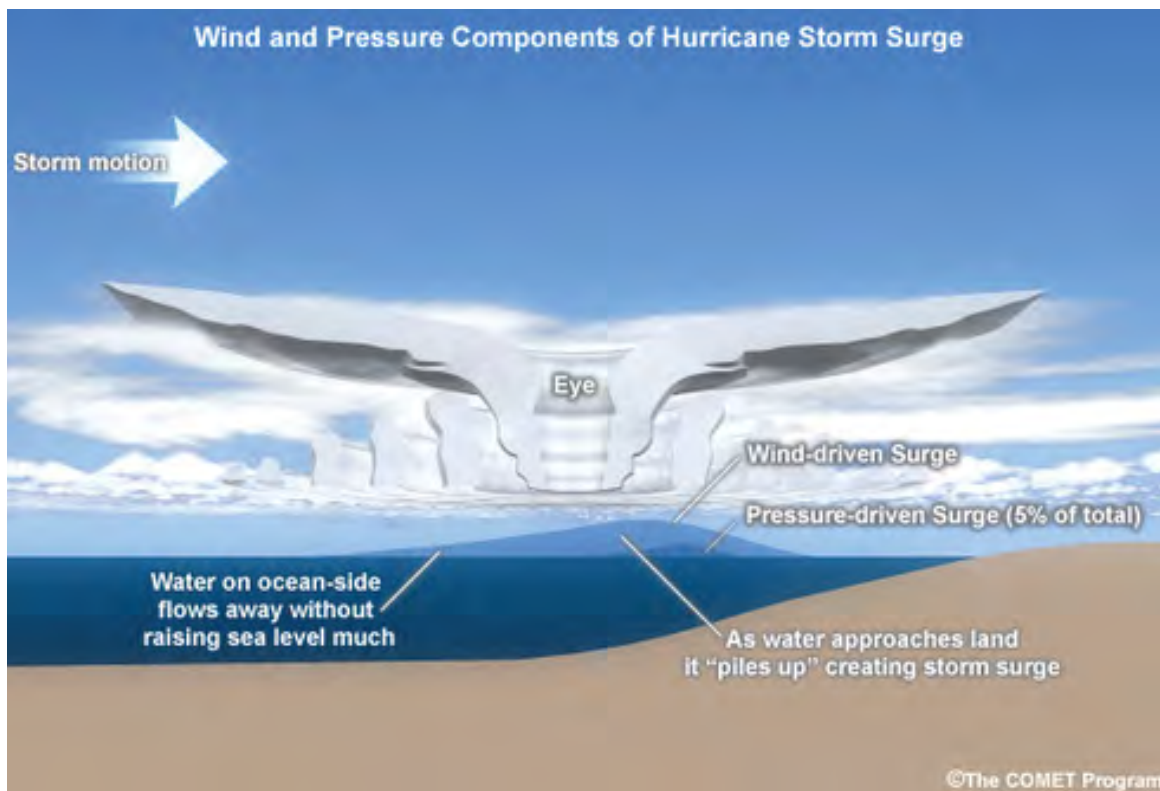 Wind and Pressure Components of Hurricane Storm Surge
Storm motion
Eye
Wind-driven Surge
Pressure-driven Surge (5% of total)
Water on ocean-side
flows away without
raising sea level much
As water approaches land
it “piles up” creating storm surge
©The COMET Program